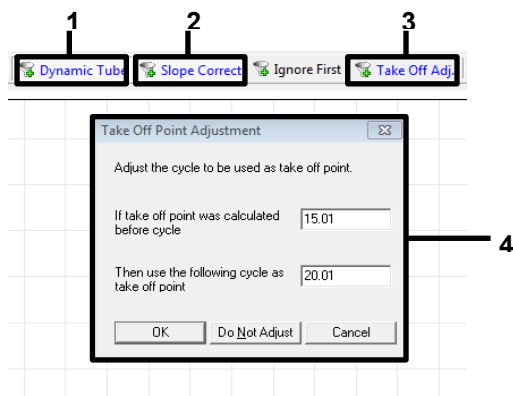 1 2 3
Dynamic Tube Slope Correct Ignore First Take Off Adj.
Take Off Point Adjustment
Adjust the cycle to be used as take off point.
If take off point was calculated
before cycle
15.01
4
Then use the following cycle as
take off point
20.01
OK Do Not Adjust Cancel